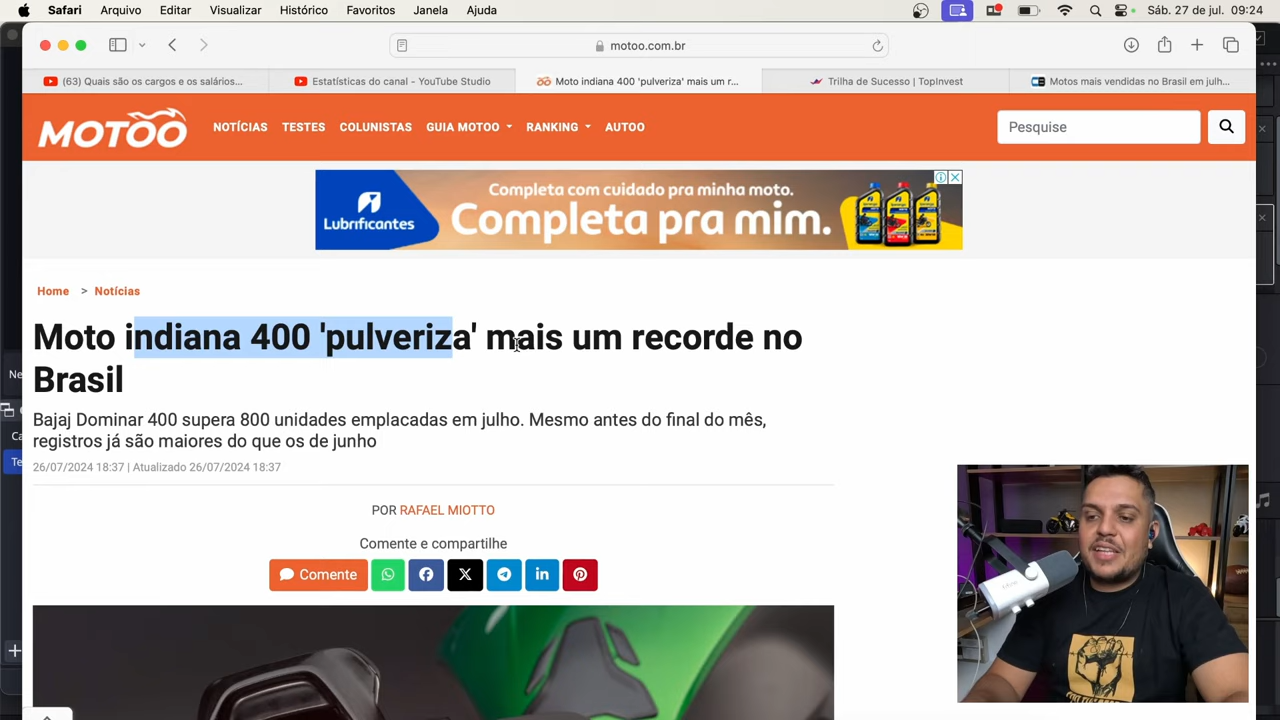 Safari Arquivo Editar Visualizar Histórico Favoritos Janela Ajuda Sáb. 27 de jul. 09:24
motoo.com.br
(63) Quais são os cargos e os salários... Estatísticas do canal - YouTube Studio Moto indiana 400 'pulveriza' mais um r... Trilha de Sucesso | TopInvest Motos mais vendidas no Brasil em julh...
MOTOO NOTÍCIAS TESTES COLUNISTAS GUIA MOTOO RANKING AUTOO Pesquise
Lubrificantes
Completa com cuidado pra minha moto.
Completa pra mim.
Home > Notícias
Moto indiana 400 'pulveriza' mais um recorde no
Brasil
Bajaj Dominar 400 supera 800 unidades emplacadas em julho. Mesmo antes do final do mês,
registros já são maiores do que os de junho
26/07/2024 18:37 | Atualizado 26/07/2024 18:37
POR RAFAEL MIOTTO
Comente e compartilhe
Comente
Ne
Ca
Te